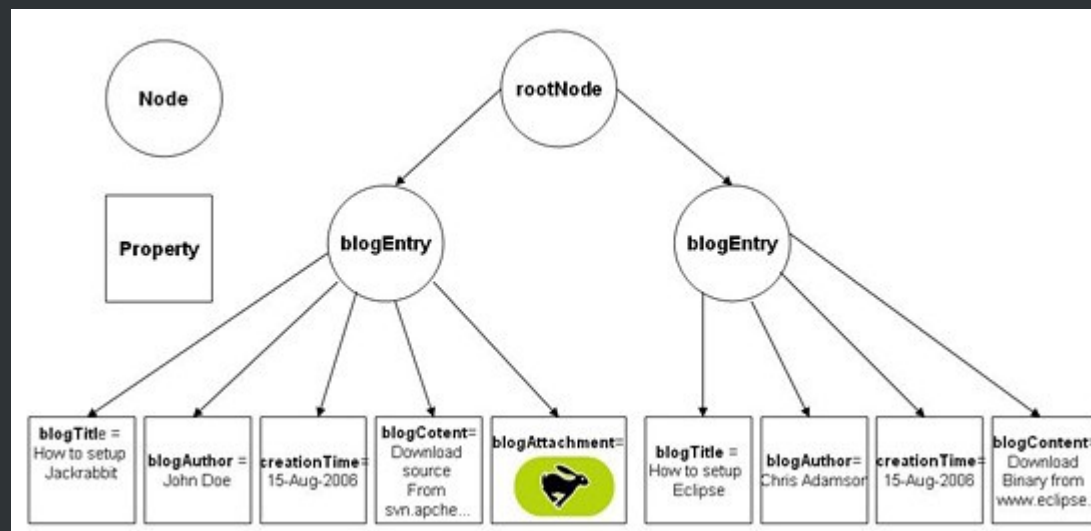 Node
rootNode
Property
blogEntry
blogEntry
blogTitle =
How to setup
Jackrabbit
blogAuthor =
John Doe
creationTime=
15-Aug-2006
blogCotent=
Download
source
From
svn.apche...
blogAttachment=
blogTitle =
How to setup
Eclipse
blogAuthor=
Chris Adamson
creationTime=
15-Aug-2006
blogContent=
Download
Binary from
www.eclipse.